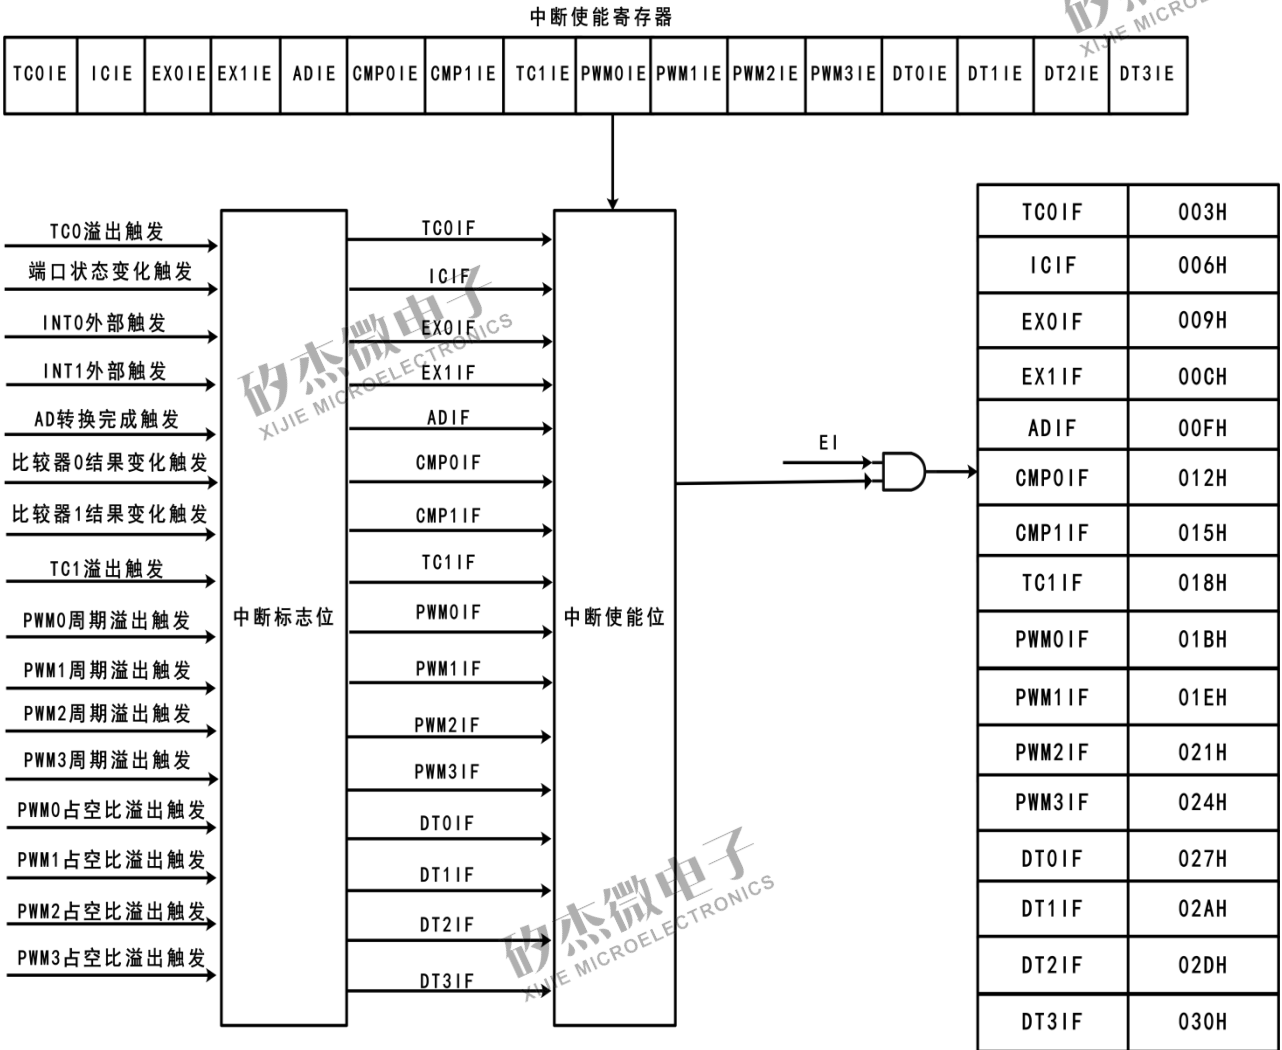 中断使能寄存器
TC0IE ICIE EX0IE EX1IE ADIE CMP0IE CMP1IE TC1IE PWM0IE PWM1IE PWM2IE PWM3IE DT0IE DT1IE DT2IE DT3IE
TC0溢出触发
端口状态变化触发
INT0外部触发
INT1外部触发
AD转换完成触发
比较器0结果变化触发
比较器1结果变化触发
TC1溢出触发
PWM0周期溢出触发
PWM1周期溢出触发
PWM2周期溢出触发
PWM3周期溢出触发
PWM0占空比溢出触发
PWM1占空比溢出触发
PWM2占空比溢出触发
PWM3占空比溢出触发
中断标志位
TC0IF
ICIF
EX0IF
EX1IF
ADIF
CMP0IF
CMP1IF
TC1IF
PWM0IF
PWM1IF
PWM2IF
PWM3IF
DT0IF
DT1IF
DT2IF
DT3IF
中断使能位
EI
TC0IF 003H
ICIF 006H
EX0IF 009H
EX1IF 00CH
ADIF 00FH
CMP0IF 012H
CMP1IF 015H
TC1IF 018H
PWM0IF 01BH
PWM1IF 01EH
PWM2IF 021H
PWM3IF 024H
DT0IF 027H
DT1IF 02AH
DT2IF 02DH
DT3IF 030H
矽杰微电子
XIJIE MICROELECTRONICS
矽杰微电子
XIJIE MICROELECTRONICS
XIJIE